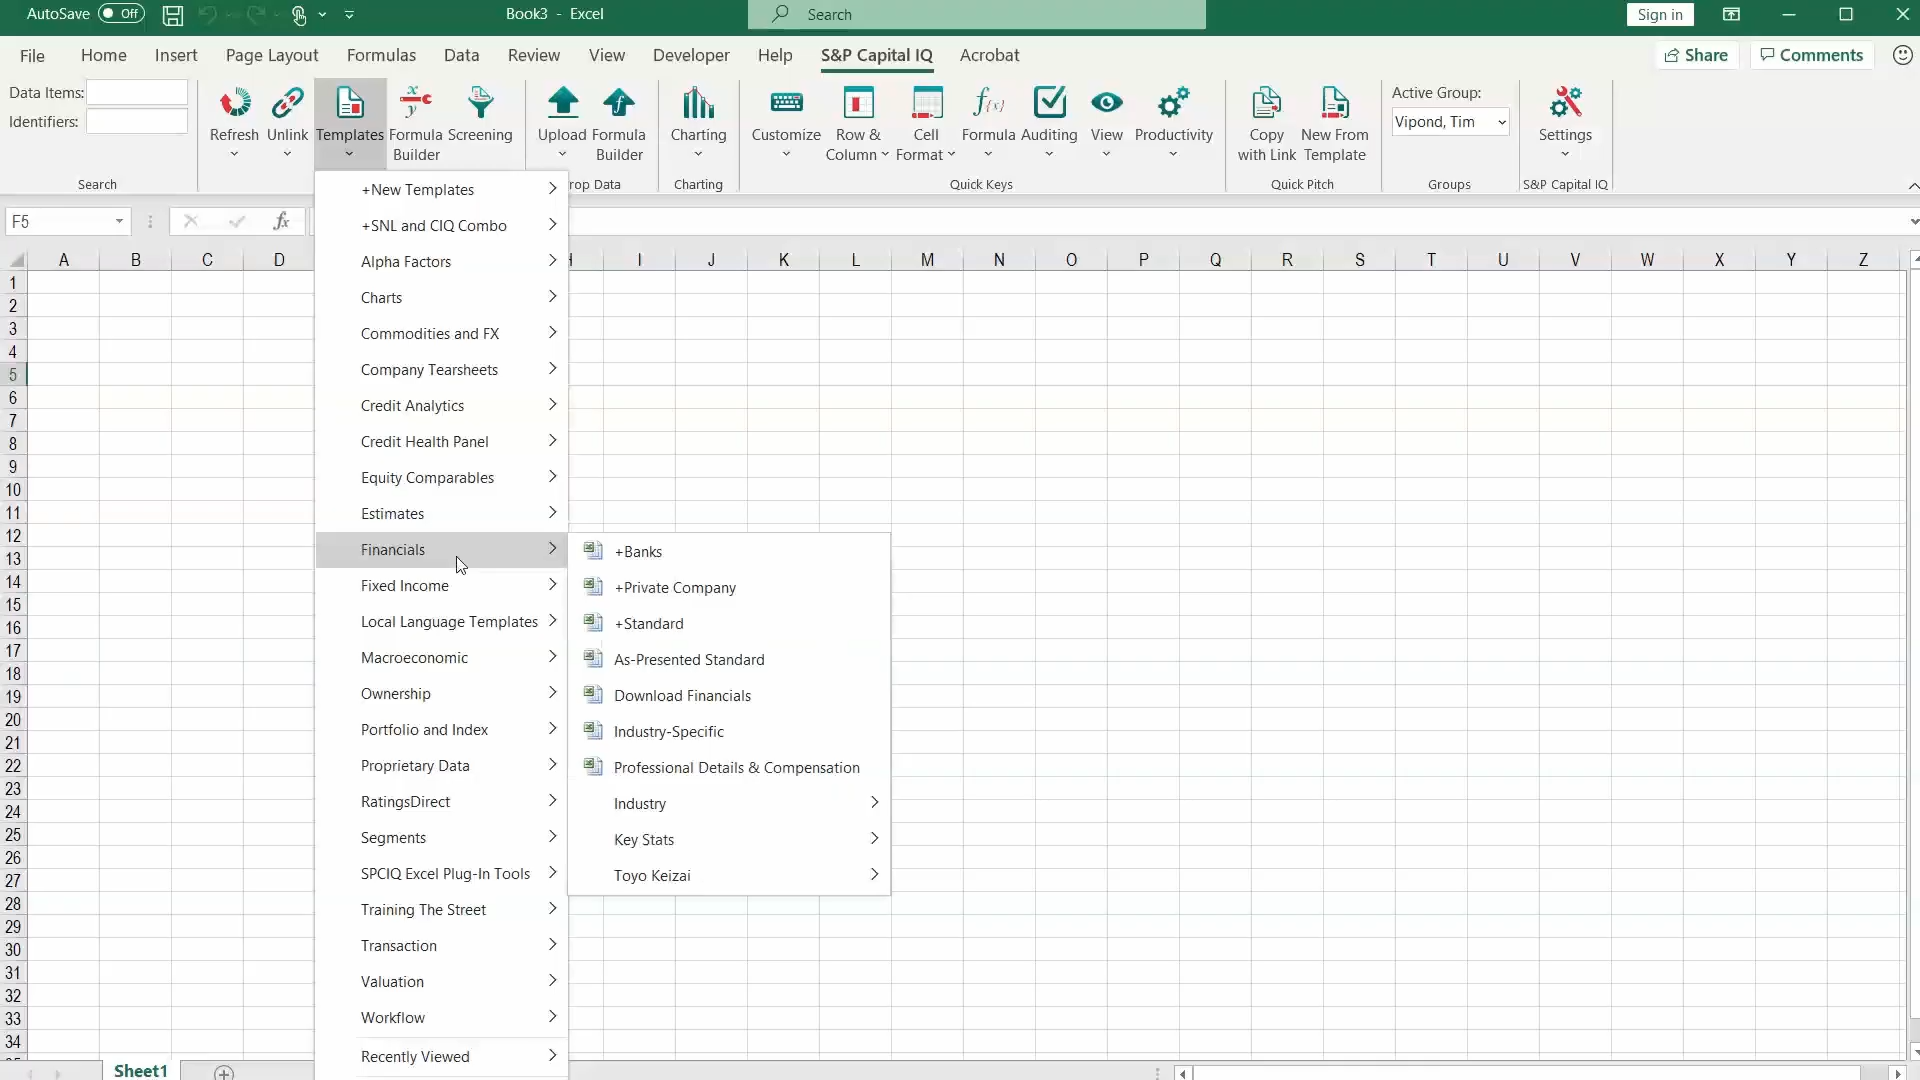 AutoSave Off
Book3 - Excel
Search
Sign in
File Home Insert Page Layout Formulas Data Review View Developer Help S&P Capital IQ Acrobat
Share Comments
Data Items:
Identifiers:
Search
Refresh
Unlink
Templates
Formula Builder
Screening
Upload
Formula Builder
rop Data
Charting
Charting
Customize
Row & Column
Cell Format
Formula
Auditing
View
Productivity
Quick Keys
Copy with Link
New From Template
Quick Pitch
Active Group:
Vipond, Tim
Groups
Settings
S&P Capital IQ
F5
fx
A B C D H I J K L M N O P Q R S T U V W X Y Z
1
2
3
4
5
6
7
8
9
10
11
12
13
14
15
16
17
18
19
20
21
22
23
24
25
26
27
28
29
30
31
32
33
34
+New Templates
+SNL and CIQ Combo
Alpha Factors
Charts
Commodities and FX
Company Tearsheets
Credit Analytics
Credit Health Panel
Equity Comparables
Estimates
Financials
Fixed Income
Local Language Templates
Macroeconomic
Ownership
Portfolio and Index
Proprietary Data
RatingsDirect
Segments
SPCIQ Excel Plug-In Tools
Training The Street
Transaction
Valuation
Workflow
Recently Viewed
+Banks
+Private Company
+Standard
As-Presented Standard
Download Financials
Industry-Specific
Professional Details & Compensation
Industry
Key Stats
Toyo Keizai
Sheet1